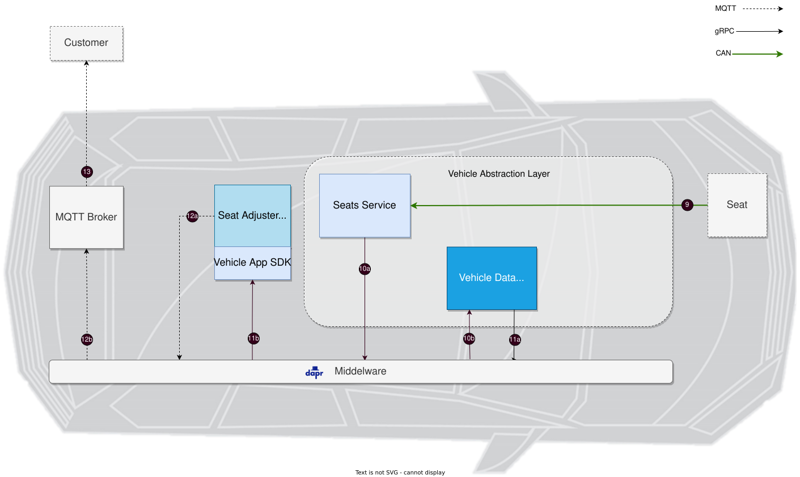 MQTT
gRPC
CAN
Customer
13
MQTT Broker
12b
12a
Seat Adjuster...
Vehicle App SDK
11b
Vehicle Abstraction Layer
Seats Service
10a
Vehicle Data...
10b
11a
9
Seat
dapr
Middelware
Text is not SVG - cannot display